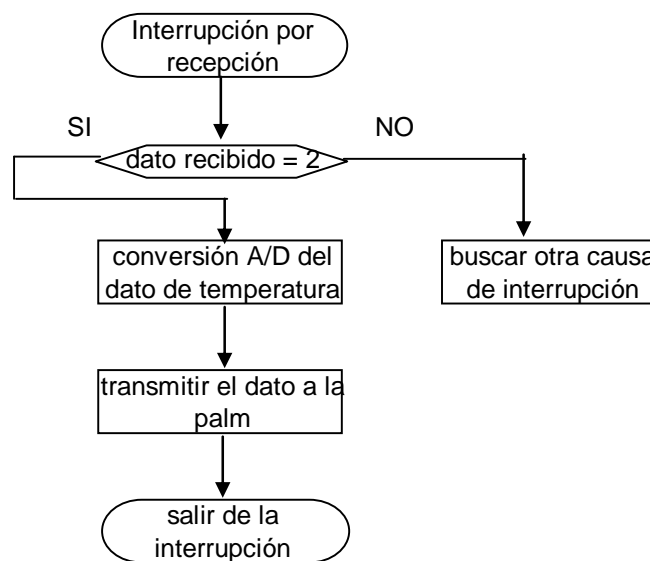 Interrupción por
recepción
SI
NO
dato recibido = 2
conversión A/D del
dato de temperatura
buscar otra causa
de interrupción
transmitir el dato a la
palm
salir de la
interrupción